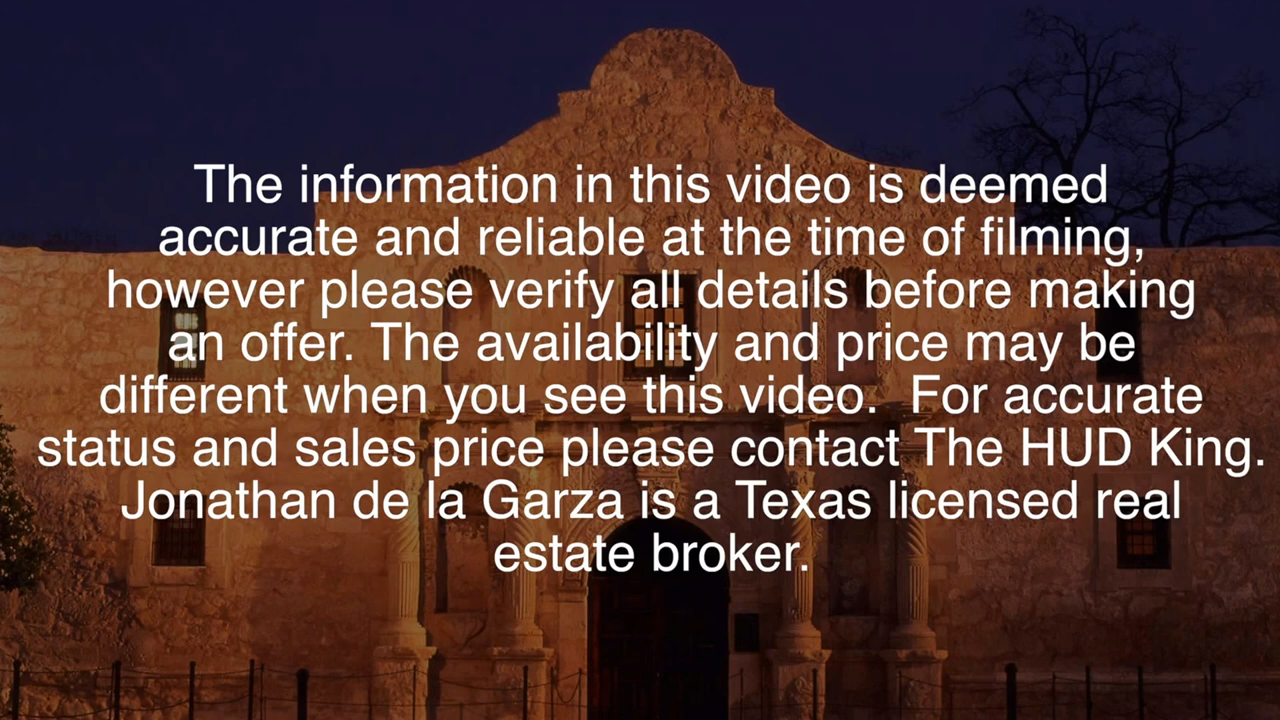 The information in this video is deemed
accurate and reliable at the time of filming,
however please verify all details before making
an offer. The availability and price may be
different when you see this video.  For accurate
status and sales price please contact The HUD King.
Jonathan de la Garza is a Texas licensed real
estate broker.